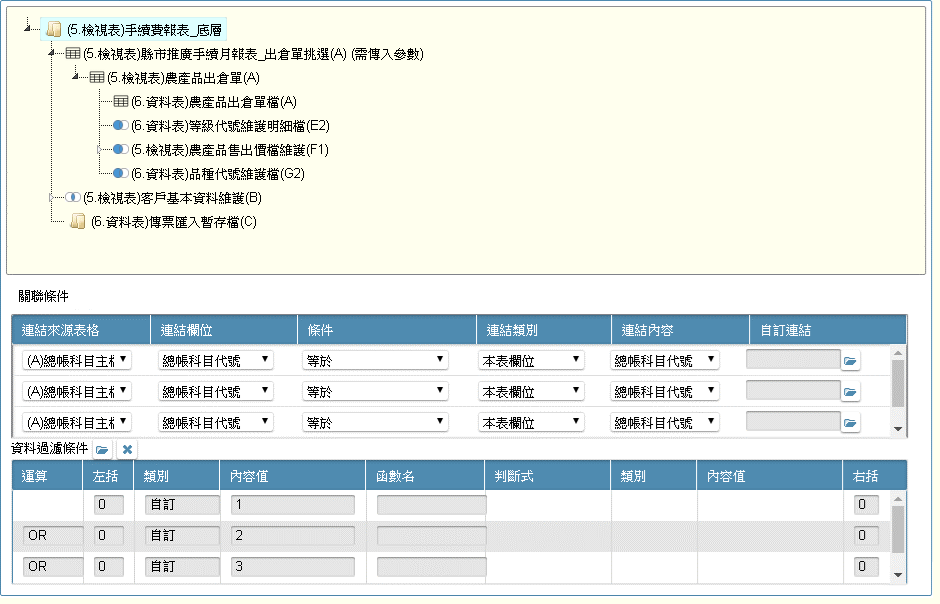 (5.檢視表)手續費報表_底層
(5.檢視表)縣市推廣手續月報表_出倉單挑選(A) (需傳入參數)
(5.檢視表)農產品出倉單(A)
(6.資料表)農產品出倉單檔(A)
(6.資料表)等級代號維護明細檔(E2)
(5.檢視表)農產品售出價檔維護(F1)
(6.資料表)品種代號維護檔(G2)
(5.檢視表)客戶基本資料維護(B)
(6.資料表)傳票匯入暫存檔(C)
關聯條件
連結來源表格 連結欄位 條件 連結類別 連結內容 自訂連結
(A)總帳科目主 總帳科目代號 等於 本表欄位 總帳科目代號
(A)總帳科目主 總帳科目代號 等於 本表欄位 總帳科目代號
(A)總帳科目主 總帳科目代號 等於 本表欄位 總帳科目代號
資料過濾條件
運算 左括 類別 內容值 函數名 判斷式 類別 內容值 右括
0 自訂 1 0
OR 0 自訂 2 0
OR 0 自訂 3 0